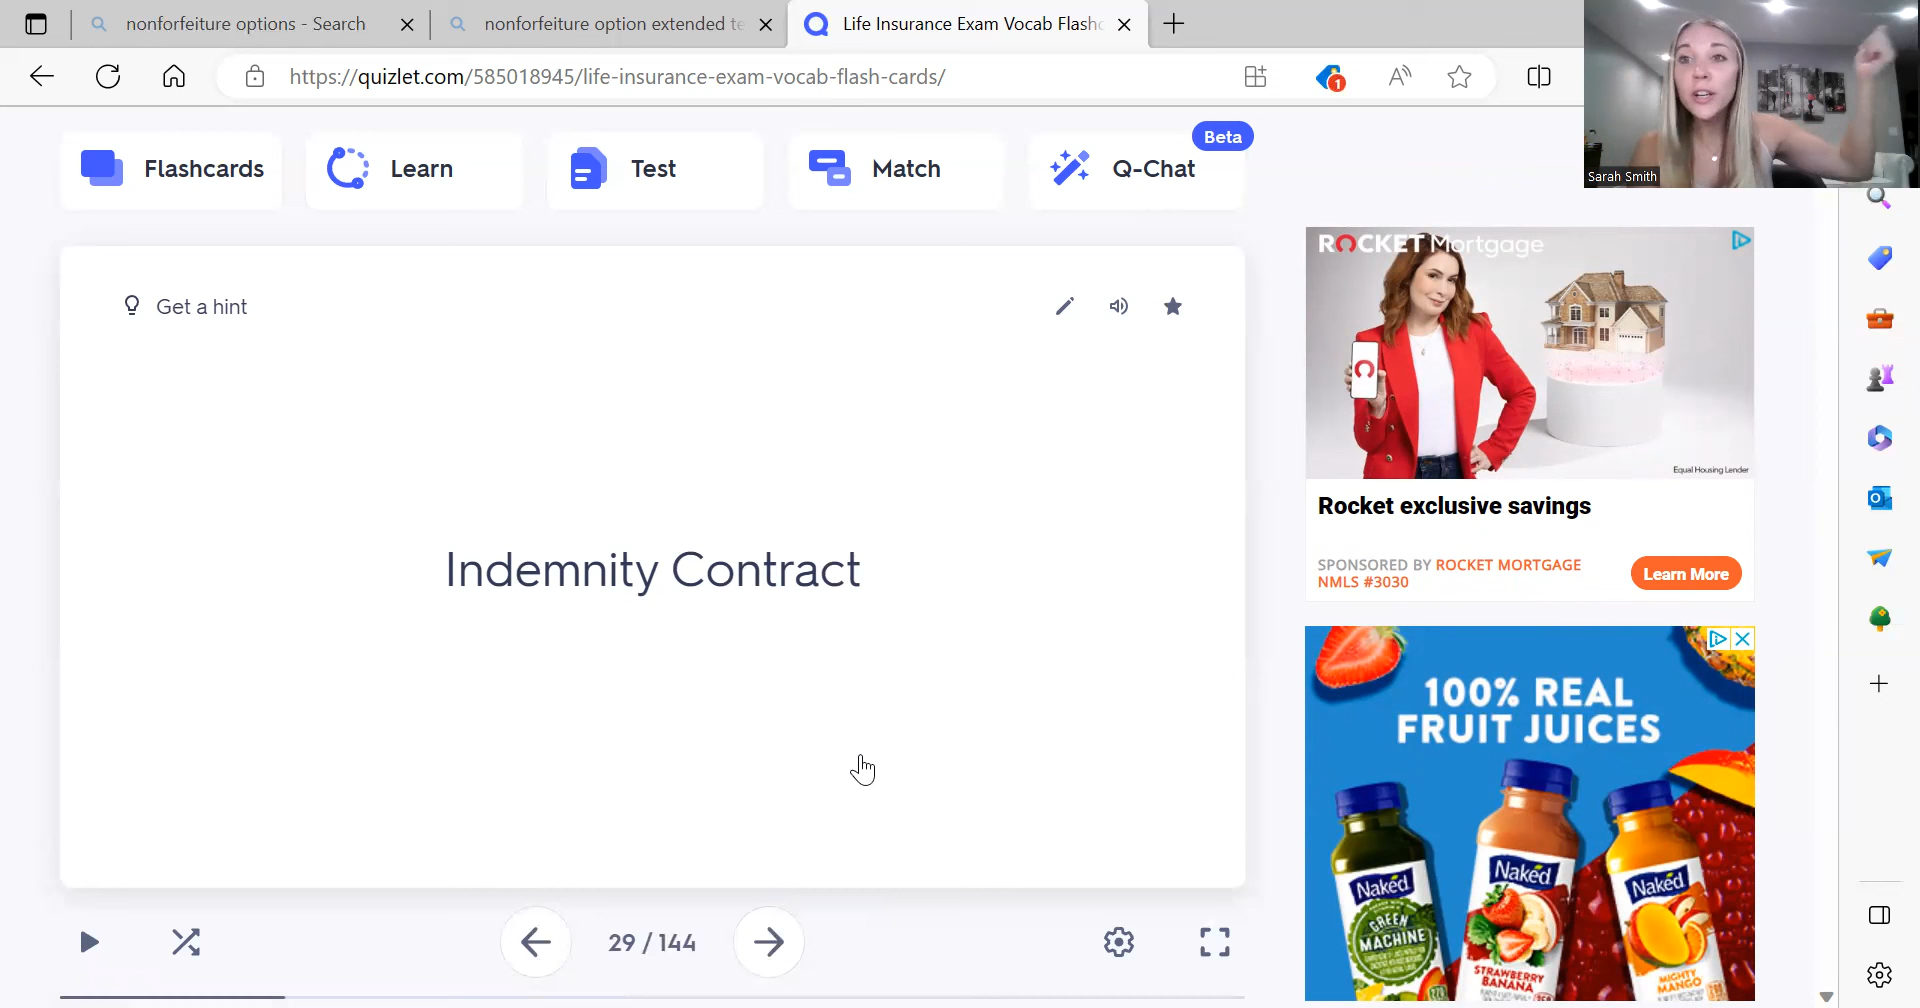 nonforfeiture options - Search
nonforfeiture option extended te
Life Insurance Exam Vocab Flashc
https://quizlet.com/585018945/life-insurance-exam-vocab-flash-cards/
1
Sarah Smith
Flashcards
Learn
Test
Match
Q-Chat
Beta
Get a hint
Indemnity Contract
29 / 144
ROCKET Mortgage
Equal Housing Lender
Rocket exclusive savings
SPONSORED BY ROCKET MORTGAGE
NMLS #3030
Learn More
100% REAL
FRUIT JUICES
Naked
GREEN
MACHINE
Naked
STRAWBERRY
BANANA
Naked
MIGHTY
MANGO